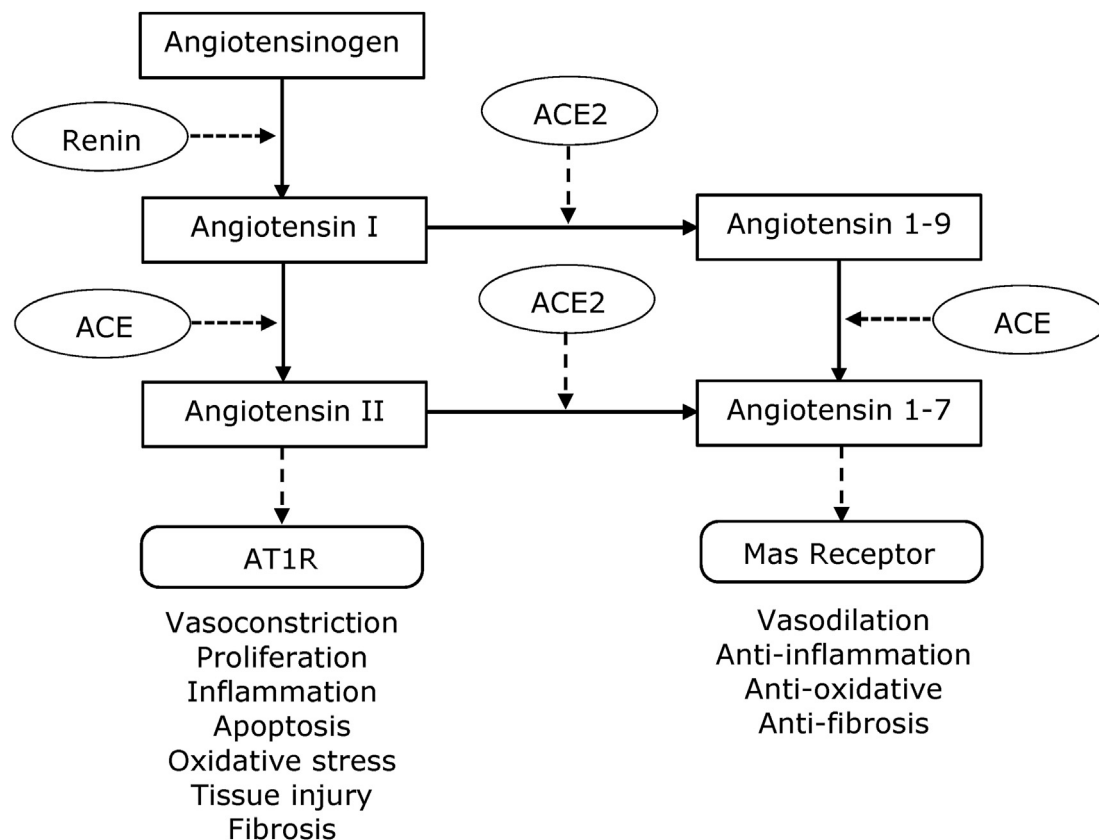 Angiotensinogen
ACE2
Renin
Angiotensin I
Angiotensin 1-9
ACE2
ACE
ACE
Angiotensin II
Angiotensin 1-7
AT1R
Mas Receptor
Vasoconstriction
Proliferation
Inflammation
Apoptosis
Oxidative stress
Tissue injury
Fibrosis
Vasodilation
Anti-inflammation
Anti-oxidative
Anti-fibrosis